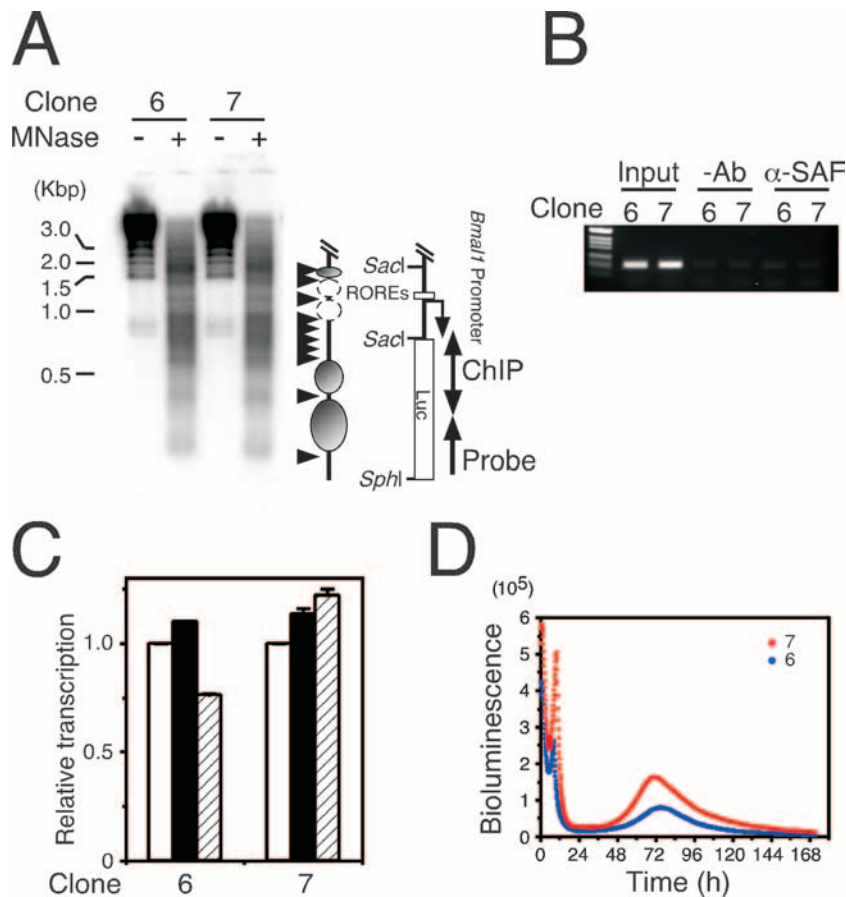 A
Clone 6 7
MNase - + - +
(Kbp)
3.0
2.0
1.5
1.0
0.5
SacI
ROREs
SacI
SphI
Luc
Bmal1 Promoter
ChIP
Probe
B
Input -Ab α-SAF
Clone 6 7 6 7 6 7
C
Relative transcription
1.0
0.5
0
Clone 6 7
D
(10⁵)
Bioluminescence
6
5
4
3
2
1
0
7
6
0 24 48 72 96 120 144 168
Time (h)